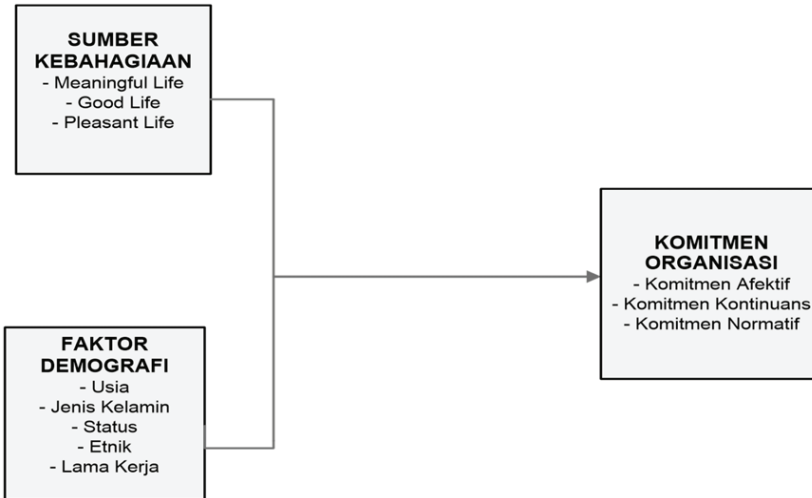 SUMBER
KEBAHAGIAAN
- Meaningful Life
- Good Life
- Pleasant Life
KOMITMEN
ORGANISASI
- Komitmen Afektif
- Komitmen Kontinuans
- Komitmen Normatif
FAKTOR
DEMOGRAFI
- Usia
- Jenis Kelamin
- Status
- Etnik
- Lama Kerja